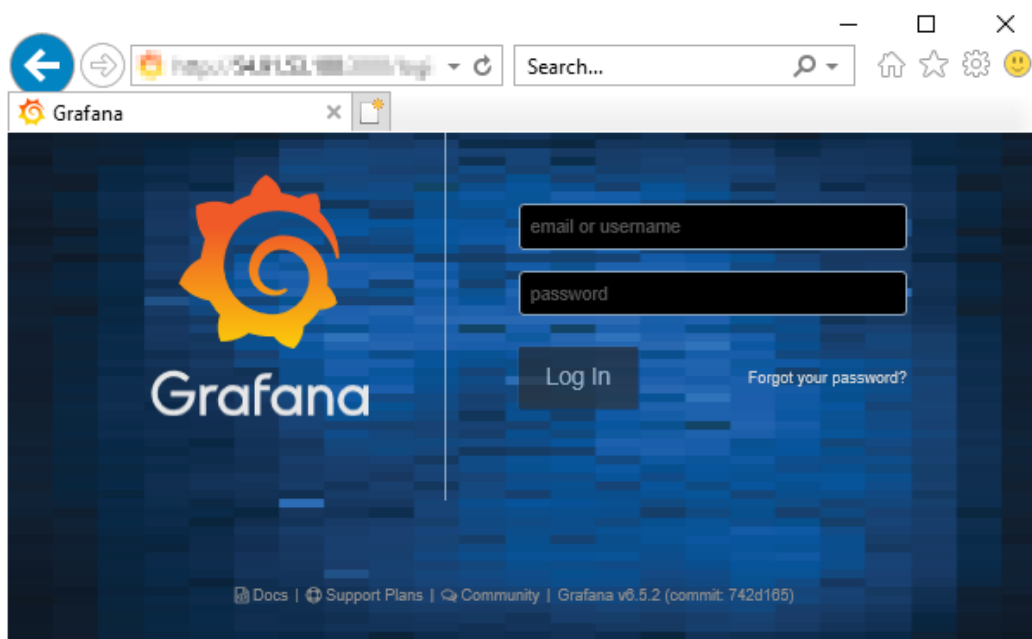 Search...
Grafana
email or username
password
Log In
Forgot your password?
Grafana
Docs | Support Plans | Community | Grafana v6.5.2 (commit: 742d165)